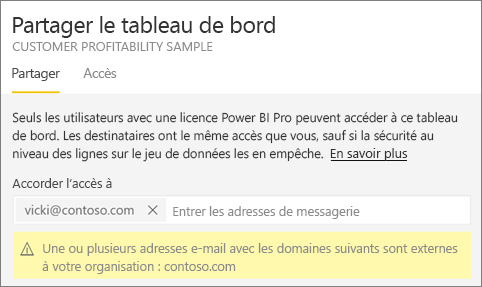 Partager le tableau de bord
CUSTOMER PROFITABILITY SAMPLE
Partager Accès
Seuls les utilisateurs avec une licence Power BI Pro peuvent accéder à ce tableau
de bord. Les destinataires ont le même accès que vous, sauf si la sécurité au
niveau des lignes sur le jeu de données les en empêche. En savoir plus
Accorder l'accès à
vicki@contoso.com × Entrer les adresses de messagerie
Une ou plusieurs adresses e-mail avec les domaines suivants sont externes
à votre organisation : contoso.com